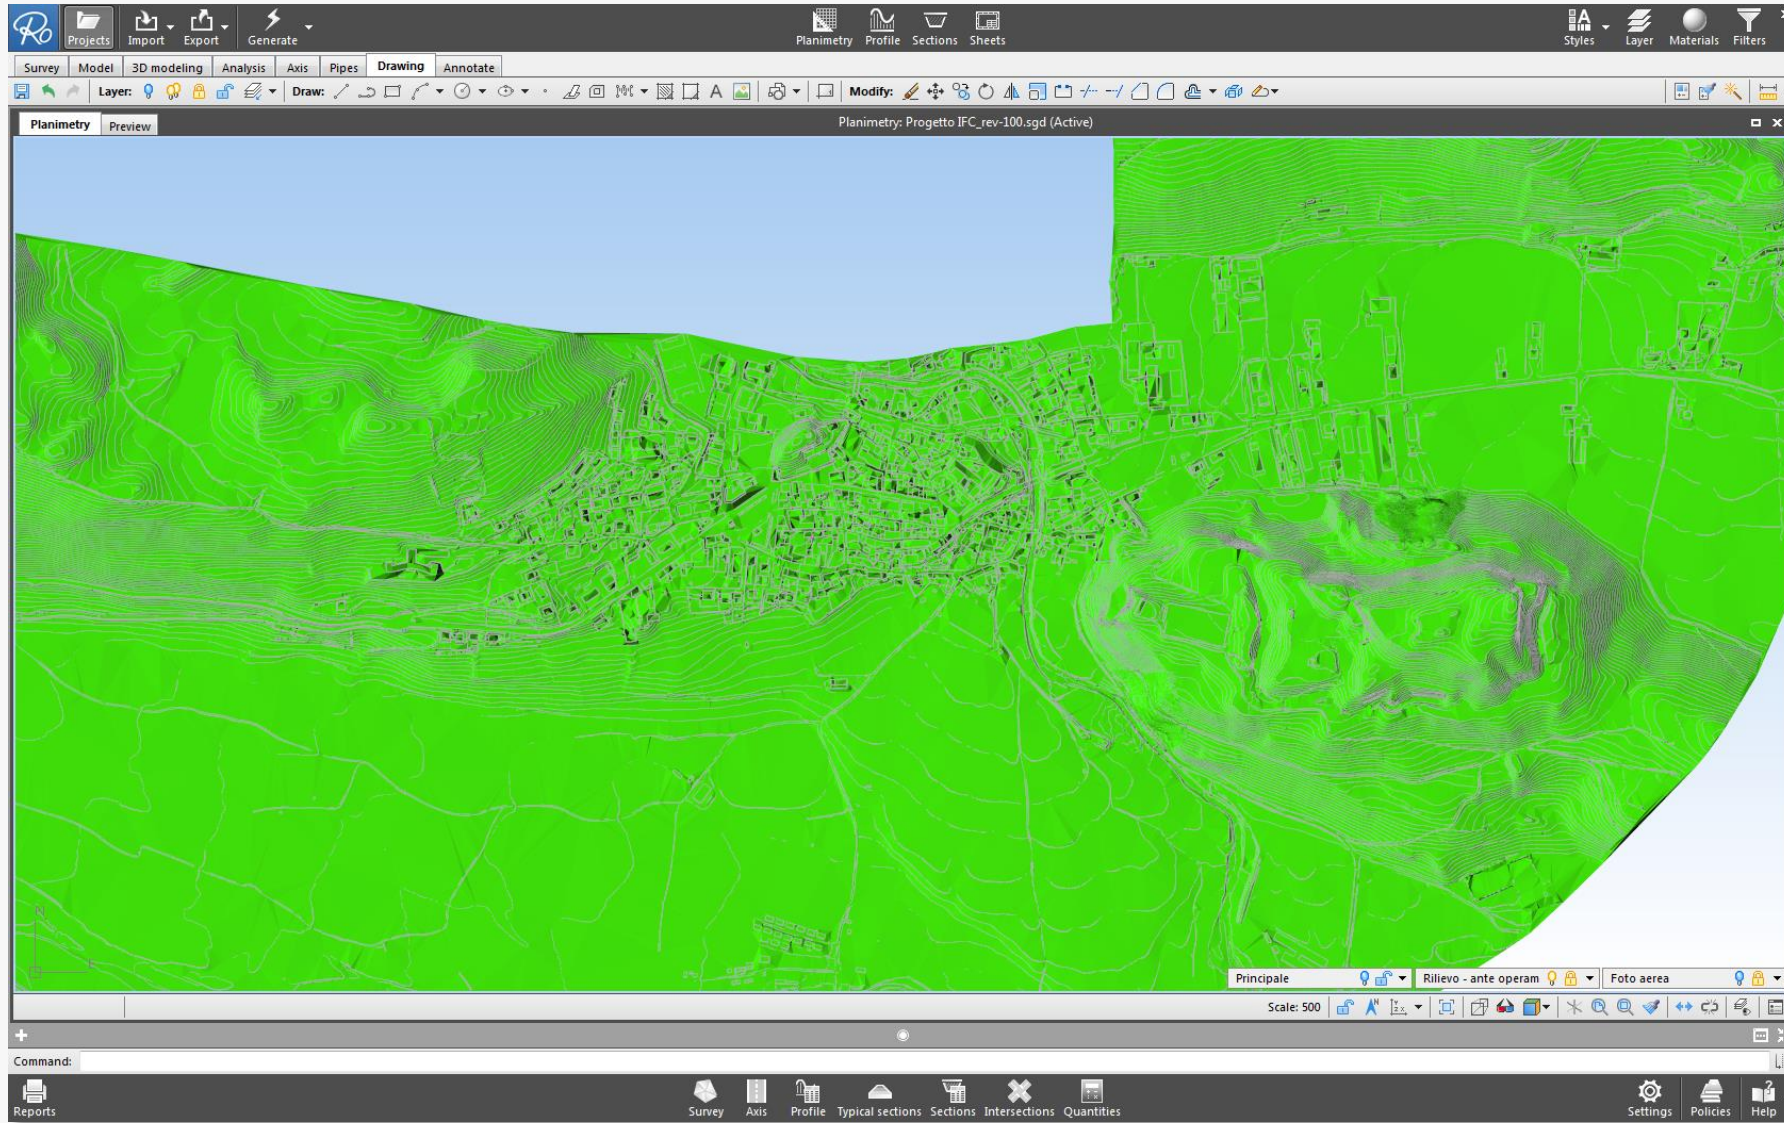 Ro
Projects Import Export Generate Planimetry Profile Sections Sheets Styles Layer Materials Filters
Survey Model 3D modeling Analysis Axis Pipes Drawing Annotate
Layer: Draw: A Modify:
Planimetry Preview Planimetry: Progetto IFC_rev-100.sgd (Active)
N
E
Principale Rilievo - ante operam Foto aerea
Scale: 500
Command:
Reports Survey Axis Profile Typical sections Sections Intersections Quantities Settings Policies Help